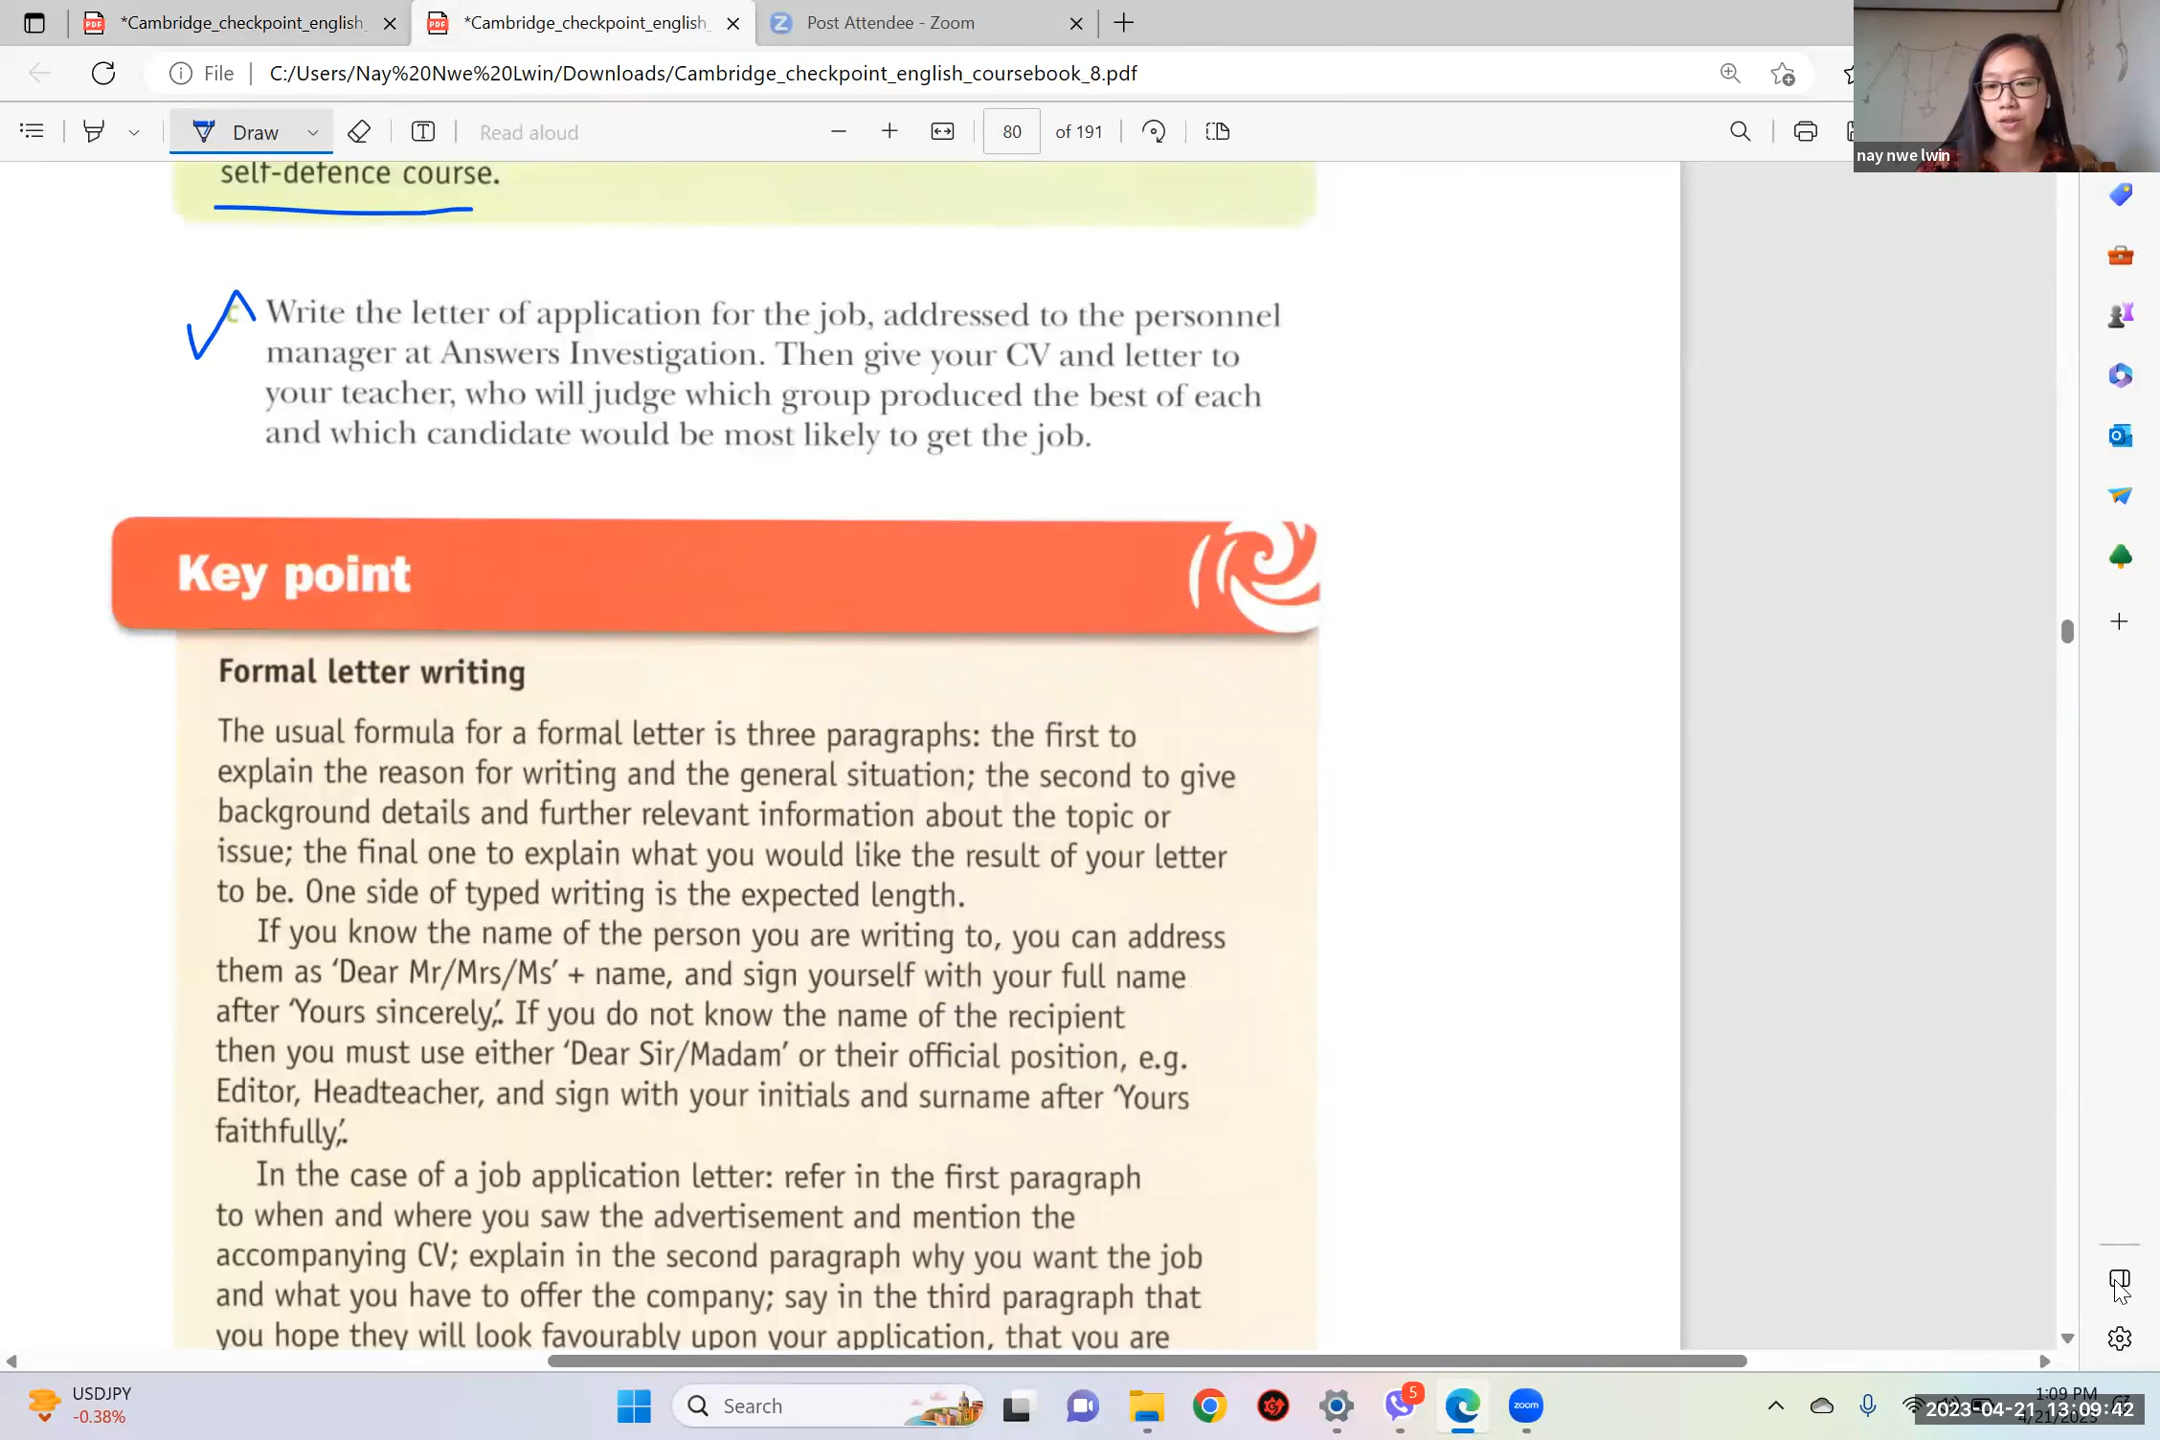 *Cambridge_checkpoint_english_
*Cambridge_checkpoint_english_
Post Attendee - Zoom
File
C:/Users/Nay%20Nwe%20Lwin/Downloads/Cambridge_checkpoint_english_coursebook_8.pdf
Draw
Read aloud
80
of 191
nay nwe lwin
self-defence course.
c Write the letter of application for the job, addressed to the personnel
manager at Answers Investigation. Then give your CV and letter to
your teacher, who will judge which group produced the best of each
and which candidate would be most likely to get the job.
Key point
Formal letter writing
The usual formula for a formal letter is three paragraphs: the first to
explain the reason for writing and the general situation; the second to give
background details and further relevant information about the topic or
issue; the final one to explain what you would like the result of your letter
to be. One side of typed writing is the expected length.
If you know the name of the person you are writing to, you can address
them as ‘Dear Mr/Mrs/Ms’ + name, and sign yourself with your full name
after ‘Yours sincerely,’. If you do not know the name of the recipient
then you must use either ‘Dear Sir/Madam’ or their official position, e.g.
Editor, Headteacher, and sign with your initials and surname after ‘Yours
faithfully,’.
In the case of a job application letter: refer in the first paragraph
to when and where you saw the advertisement and mention the
accompanying CV; explain in the second paragraph why you want the job
and what you have to offer the company; say in the third paragraph that
you hope they will look favourably upon your application, that you are
USDJPY
-0.38%
Search
5
zoom
1:09 PM
4/21/2023
2023-04-21 13:09:42